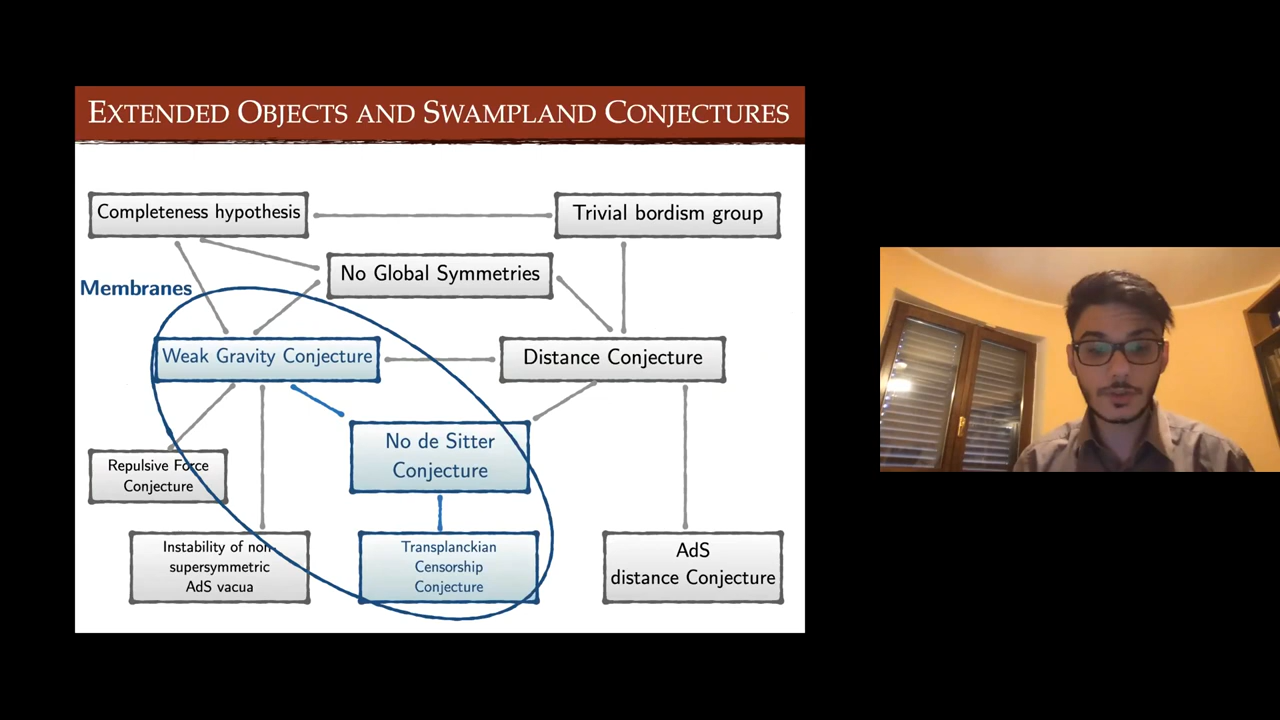 EXTENDED OBJECTS AND SWAMPLAND CONJECTURES
Completeness hypothesis
Trivial bordism group
No Global Symmetries
Membranes
Weak Gravity Conjecture
Distance Conjecture
No de Sitter
Conjecture
Repulsive Force
Conjecture
Instability of non-
supersymmetric
AdS vacua
Transplanckian
Censorship
Conjecture
AdS
distance Conjecture